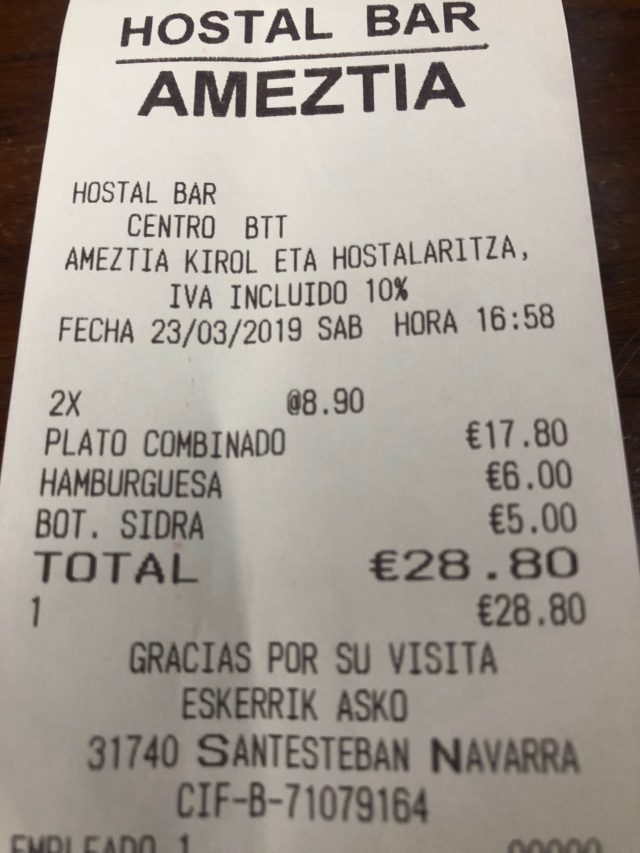 HOSTAL BAR
AMEZTIA
HOSTAL BAR
CENTRO BTT
AMEZTIA KIROL ETA HOSTALARITZA,
IVA INCLUIDO 10%
FECHA 23/03/2019 SAB HORA 16:58
2X @8.90
PLATO COMBINADO €17.80
HAMBURGUESA €6.00
BOT. SIDRA €5.00
TOTAL €28.80
1 €28.80
GRACIAS POR SU VISITA
ESKERRIK ASKO
31740 SANTESTEBAN NAVARRA
CIF-B-71079164
EMPLEADO 1